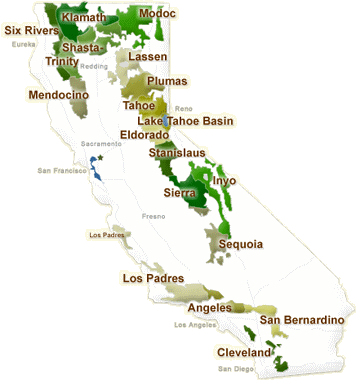 Klamath
Modoc
Six Rivers
Eureka
Shasta-
Trinity
Redding
Lassen
Plumas
Mendocino
Tahoe
Reno
Lake Tahoe Basin
Eldorado
Sacramento
Stanislaus
San Francisco
Inyo
Sierra
Fresno
Los Padres
Sequoia
Los Padres
Angeles
San Bernardino
Los Angeles
Cleveland
San Diego